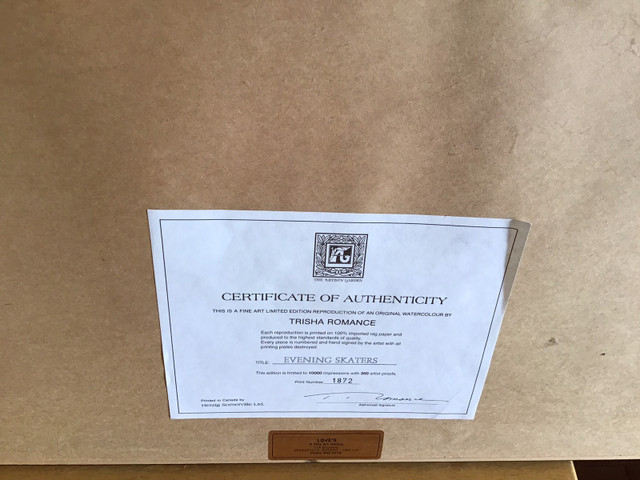 THE ARTIST'S GARDEN
CERTIFICATE OF AUTHENTICITY
THIS IS A FINE ART LIMITED EDITION REPRODUCTION OF AN ORIGINAL WATERCOLOUR BY
TRISHA ROMANCE
Each reproduction is printed on 100% imported rag paper and
produced to the highest standards of quality.
Every piece is numbered and hand signed by the artist with all
printing plates destroyed.
TITLE: EVENING SKATERS
This edition is limited to 10000 impressions with 300 artist proofs.
Print Number 1872
Printed in Canada by
Herzig Somerville Ltd.
T. Romance
Authorized Signature
LOVE'S